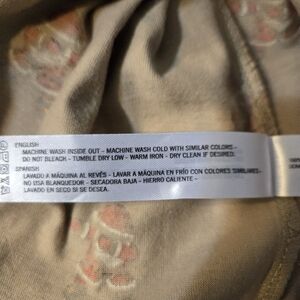 ENGLISH
MACHINE WASH INSIDE OUT - MACHINE WASH COLD WITH SIMILAR COLORS -
DO NOT BLEACH - TUMBLE DRY LOW - WARM IRON - DRY CLEAN IF DESIRED.
SPANISH
LAVADO A MÁQUINA AL REVÉS - LAVAR A MÁQUINA EN FRÍO CON COLORES SIMILARES -
NO USA BLANQUEDOR - SECADORA BAJA - HIERRO CALIENTE -
LAVADO EN SECO SI SE DESEA.